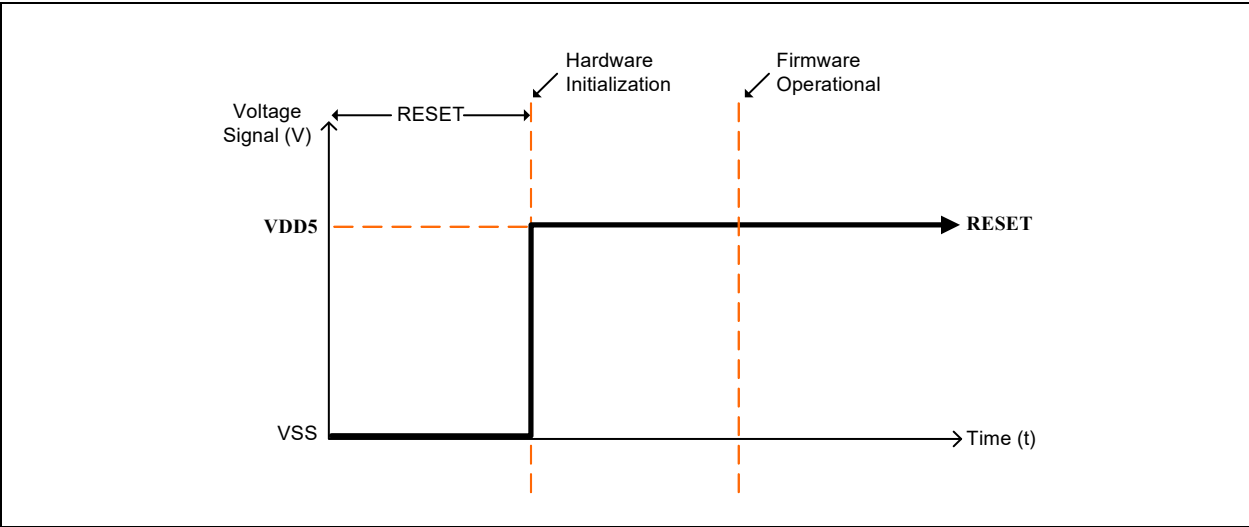 Hardware
Initialization
Firmware
Operational
Voltage
Signal (V)
RESET
VDD5
RESET
VSS
Time (t)